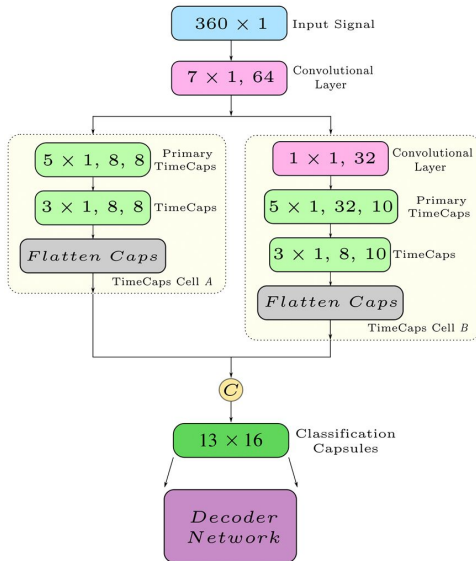 360 × 1 Input Signal
7 × 1, 64 Convolutional
Layer
5 × 1, 8, 8 Primary
TimeCaps
3 × 1, 8, 8 TimeCaps
Flatten Caps
TimeCaps Cell A
1 × 1, 32 Convolutional
Layer
5 × 1, 32, 10 Primary
TimeCaps
3 × 1, 8, 10 TimeCaps
Flatten Caps
TimeCaps Cell B
C
13 × 16 Classification
Capsules
Decoder
Network